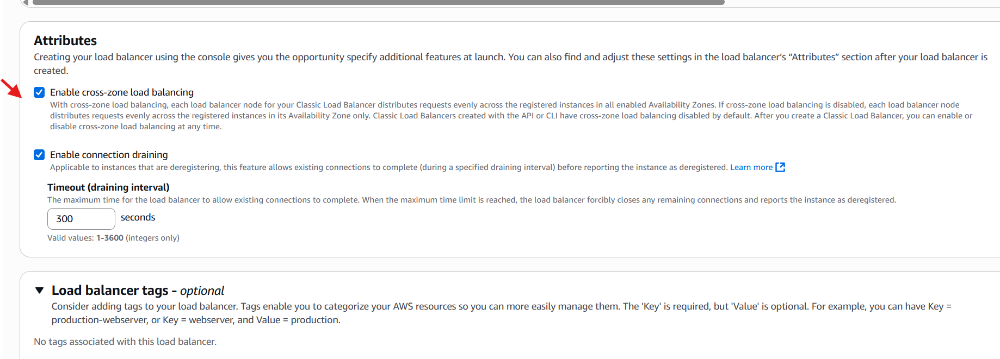 Attributes
Creating your load balancer using the console gives you the opportunity specify additional features at launch. You can also find and adjust these settings in the load balancer’s “Attributes” section after your load balancer is
created.
Enable cross-zone load balancing
With cross-zone load balancing, each load balancer node for your Classic Load Balancer distributes requests evenly across the registered instances in all enabled Availability Zones. If cross-zone load balancing is disabled, each load balancer node
distributes requests evenly across the registered instances in its Availability Zone only. Classic Load Balancers created with the API or CLI have cross-zone load balancing disabled by default. After you create a Classic Load Balancer, you can enable or
disable cross-zone load balancing at any time.
Enable connection draining
Applicable to instances that are deregistering, this feature allows existing connections to complete (during a specified draining interval) before reporting the instance as deregistered. Learn more
Timeout (draining interval)
The maximum time for the load balancer to allow existing connections to complete. When the maximum time limit is reached, the load balancer forcibly closes any remaining connections and reports the instance as deregistered.
300 seconds
Valid values: 1-3600 (integers only)
Load balancer tags - optional
Consider adding tags to your load balancer. Tags enable you to categorize your AWS resources so you can more easily manage them. The 'Key' is required, but 'Value' is optional. For example, you can have Key =
production-webserver, or Key = webserver, and Value = production.
No tags associated with this load balancer.